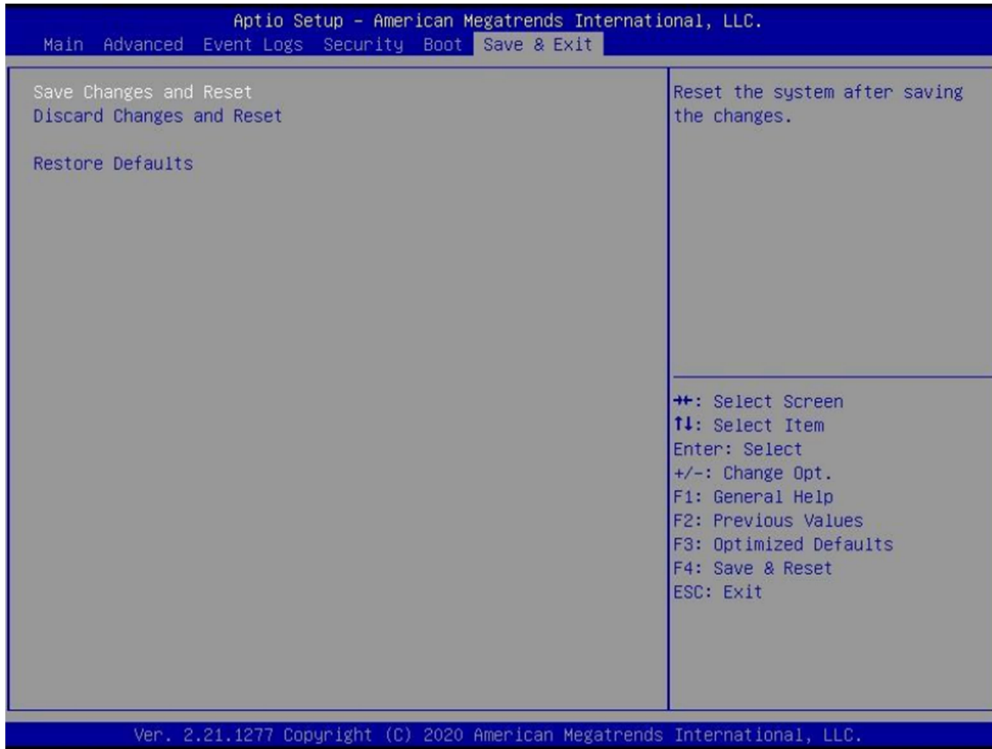 Aptio Setup – American Megatrends International, LLC.
Main Advanced Event Logs Security Boot Save & Exit
Save Changes and Reset
Discard Changes and Reset
Restore Defaults
Reset the system after saving
the changes.
→←: Select Screen
↑↓: Select Item
Enter: Select
+/-: Change Opt.
F1: General Help
F2: Previous Values
F3: Optimized Defaults
F4: Save & Reset
ESC: Exit
Ver. 2.21.1277 Copyright (C) 2020 American Megatrends International, LLC.